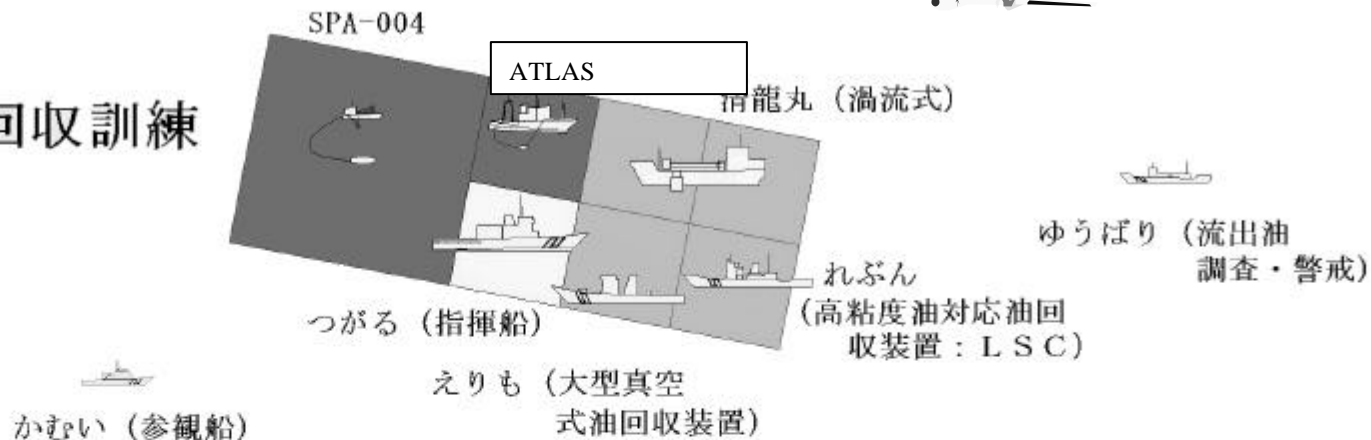 SPA-004
ATLAS
清龍丸（渦流式）
回収訓練
ゆうばり（流出油
調査・警戒）
れぶん
（高粘度油対応油回
収装置：ＬＳＣ）
つがる（指揮船）
えりも（大型真空
式油回収装置）
かむい（参観船）